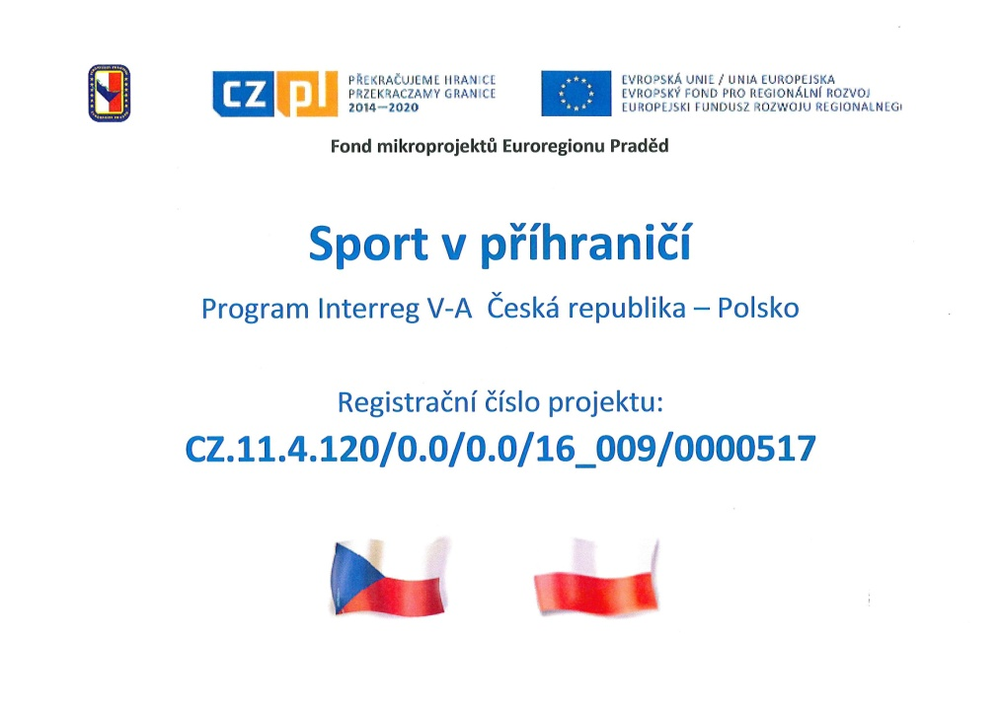 cz pl
PŘEKRAČUJEME HRANICE
PRZEKRACZAMY GRANICE
2014—2020
EVROPSKÁ UNIE / UNIA EUROPEJSKA
EVROPSKÝ FOND PRO REGIONÁLNÍ ROZVOJ
EUROPEJSKI FUNDUSZ ROZWOJU REGIONALNEG
Fond mikroprojektů Euroregionu Praděd
Sport v příhraničí
Program Interreg V-A Česká republika – Polsko
Registrační číslo projektu:
CZ.11.4.120/0.0/0.0/16_009/0000517